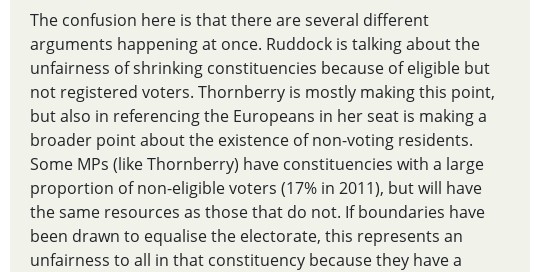 The confusion here is that there are several different
arguments happening at once. Ruddock is talking about the
unfairness of shrinking constituencies because of eligible but
not registered voters. Thornberry is mostly making this point,
but also in referencing the Europeans in her seat is making a
broader point about the existence of non-voting residents.
Some MPs (like Thornberry) have constituencies with a large
proportion of non-eligible voters (17% in 2011), but will have
the same resources as those that do not. If boundaries have
been drawn to equalise the electorate, this represents an
unfairness to all in that constituency because they have a